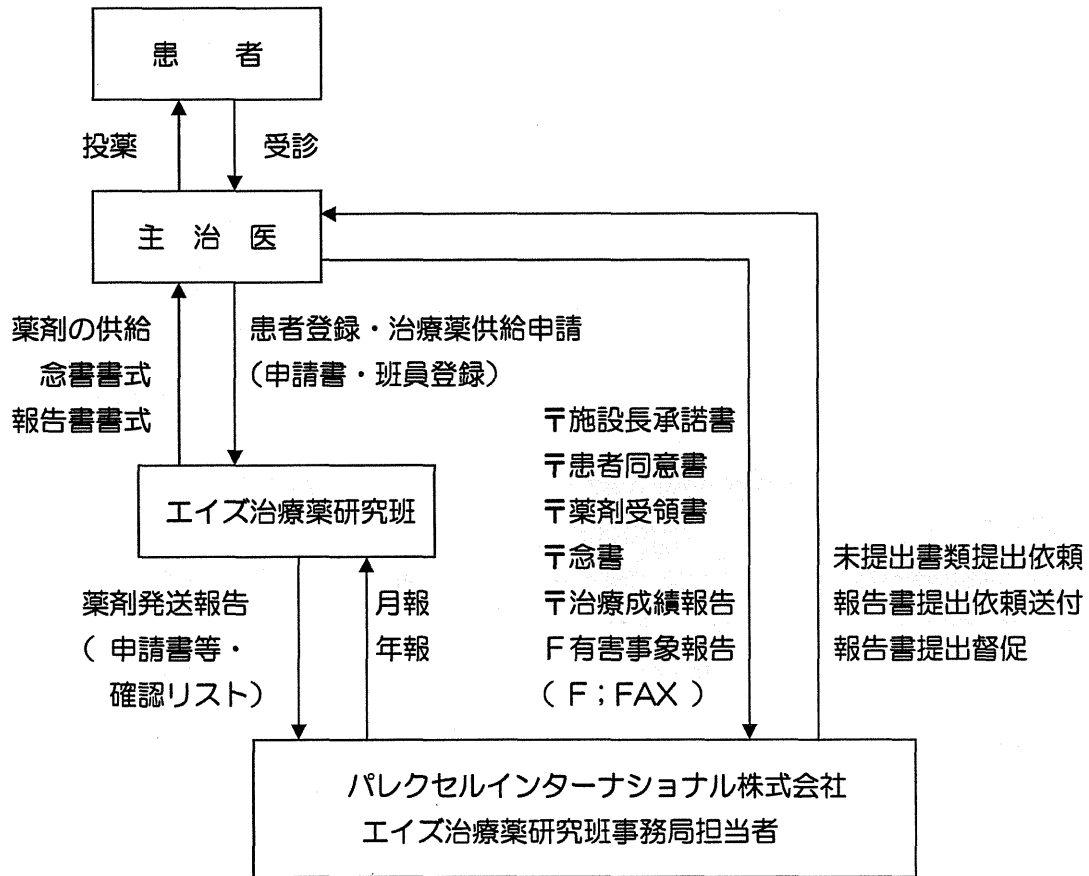 患　者
投薬
受診
主　治　医
薬剤の供給
念書書式
報告書書式
患者登録・治療薬供給申請
(申請書・班員登録)
エイズ治療薬研究班
薬剤発送報告
( 申請書等・
確認リスト)
月報
年報
〒施設長承諾書
〒患者同意書
〒薬剤受領書
〒念書
〒治療成績報告
F有害事象報告
( F；FAX )
未提出書類提出依頼
報告書提出依頼送付
報告書提出督促
パレクセルインターナショナル株式会社
エイズ治療薬研究班事務局担当者